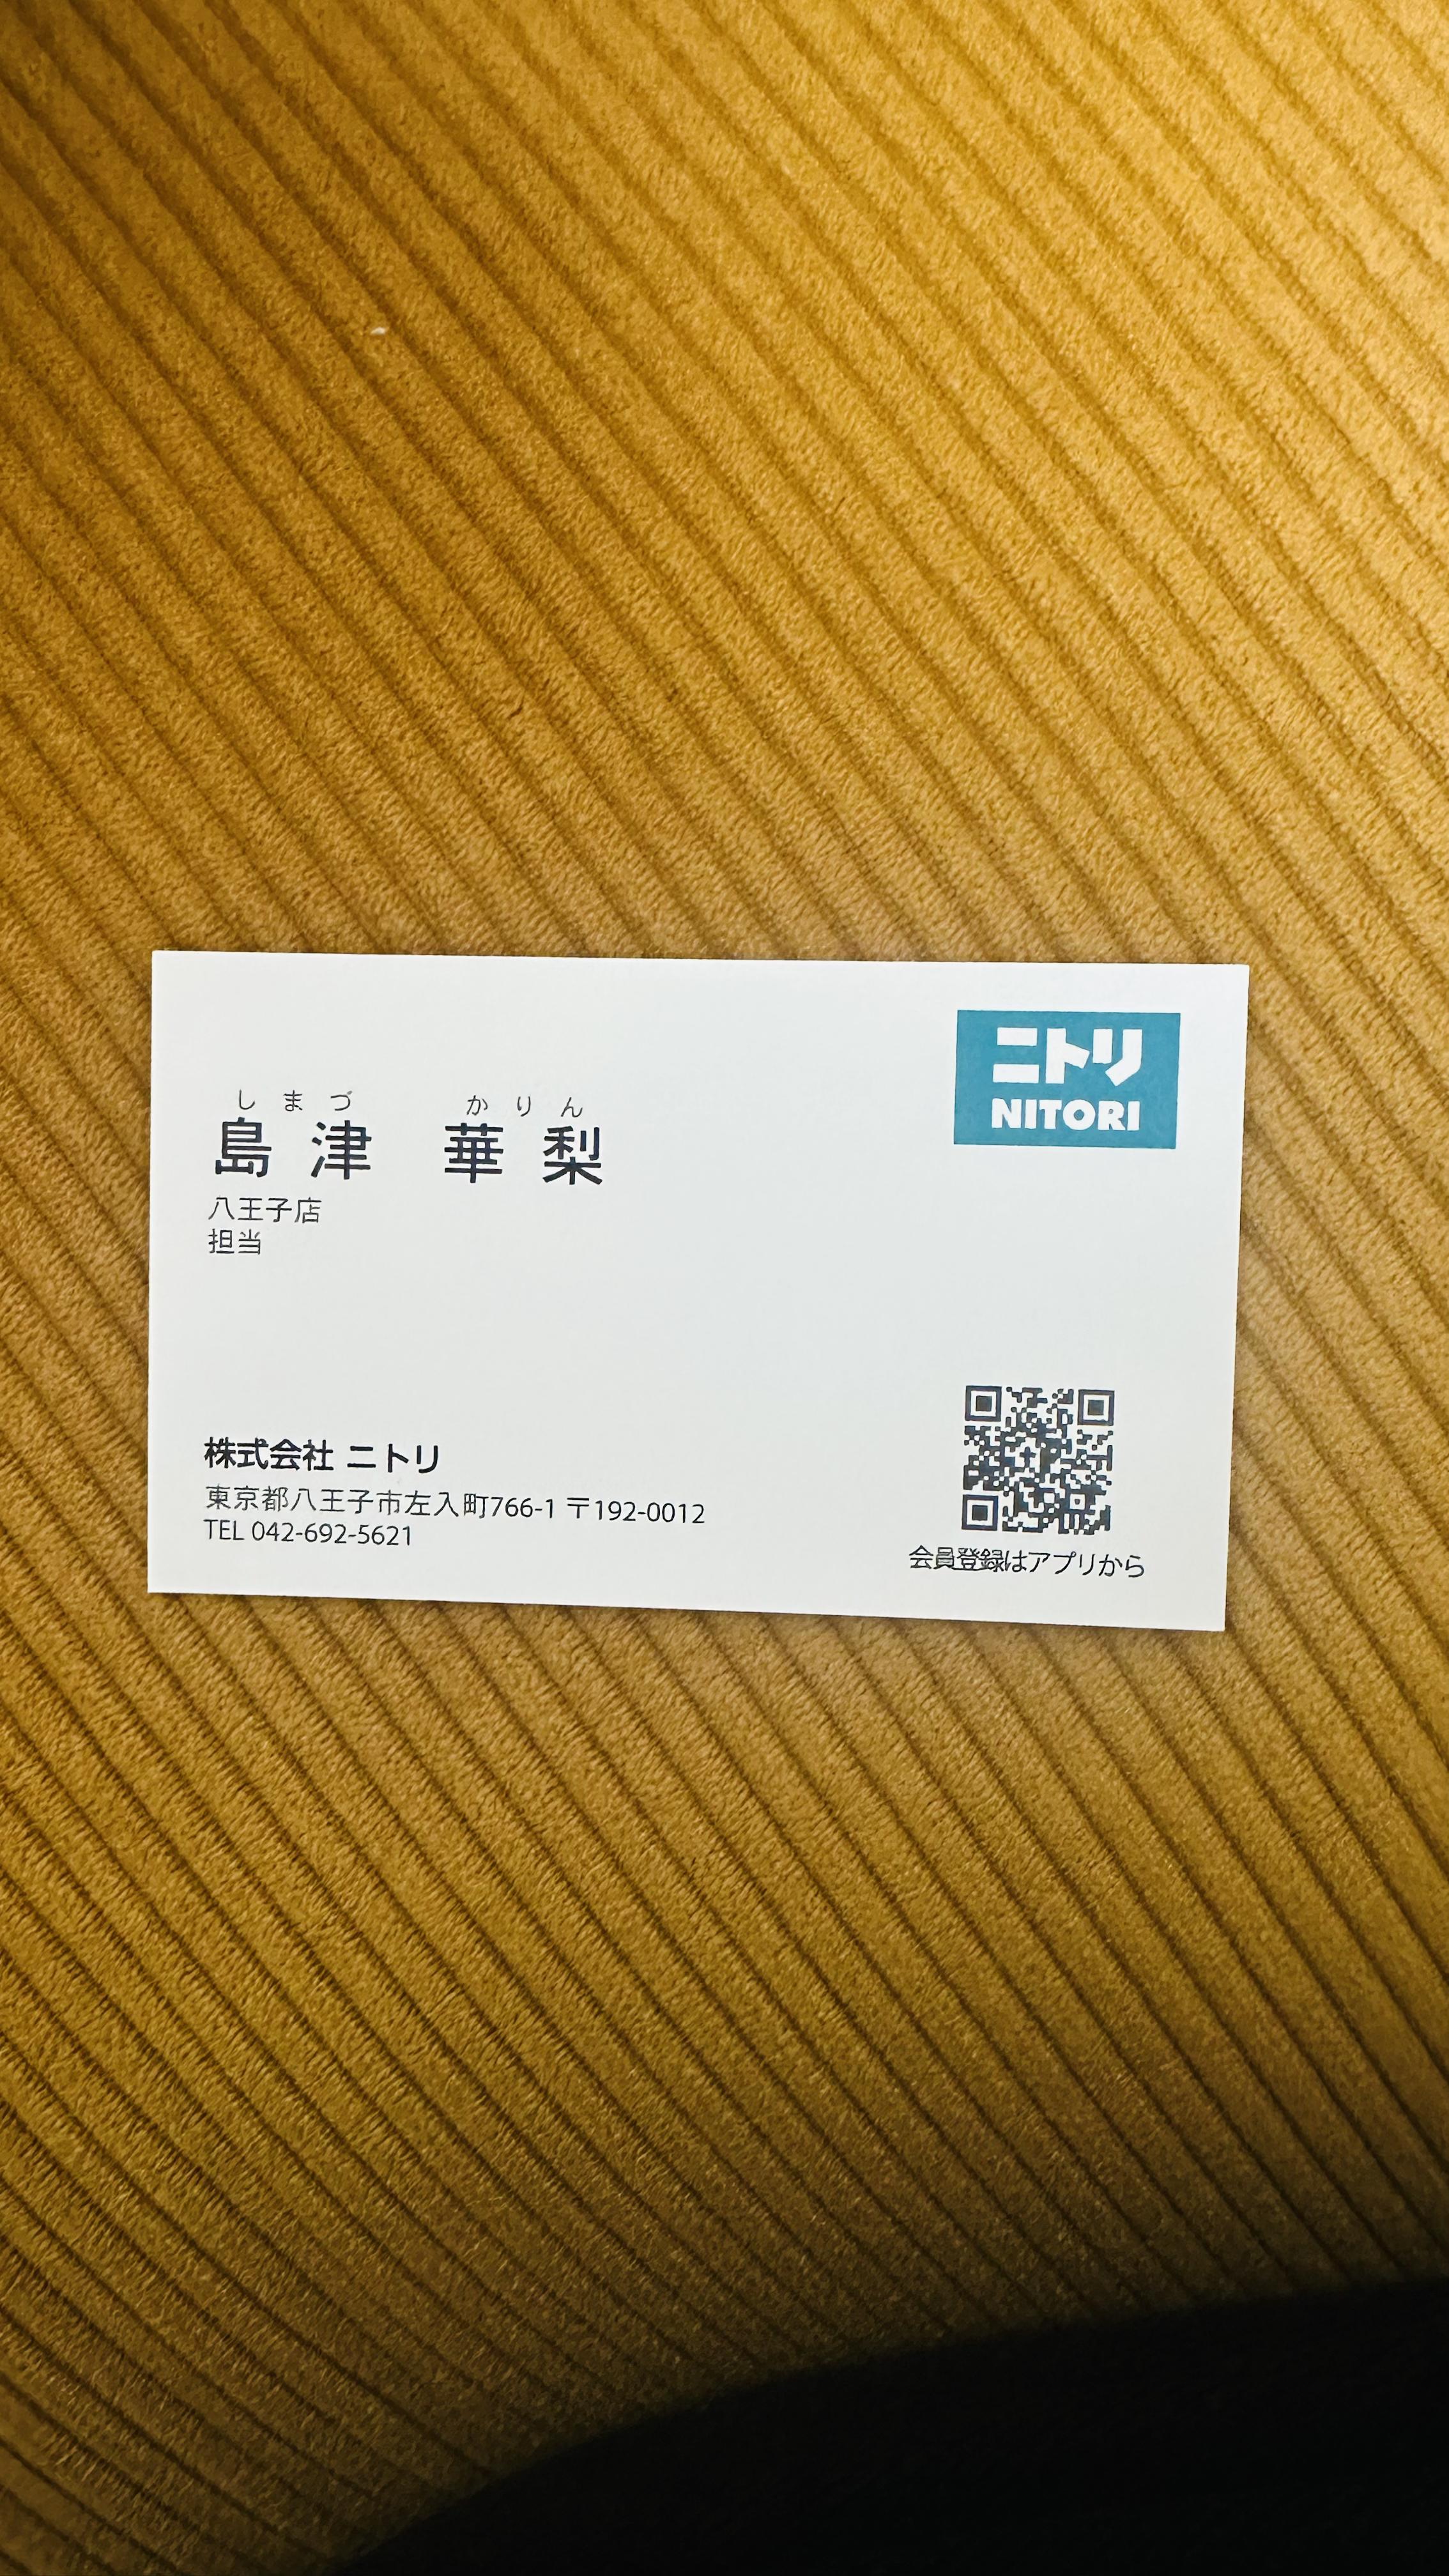 ニトリ
NITORI
しまづ かりん
島津 華梨
八王子店
担当
株式会社 ニトリ
東京都八王子市左入町766-1 〒192-0012
TEL 042-692-5621
会員登録はアプリから